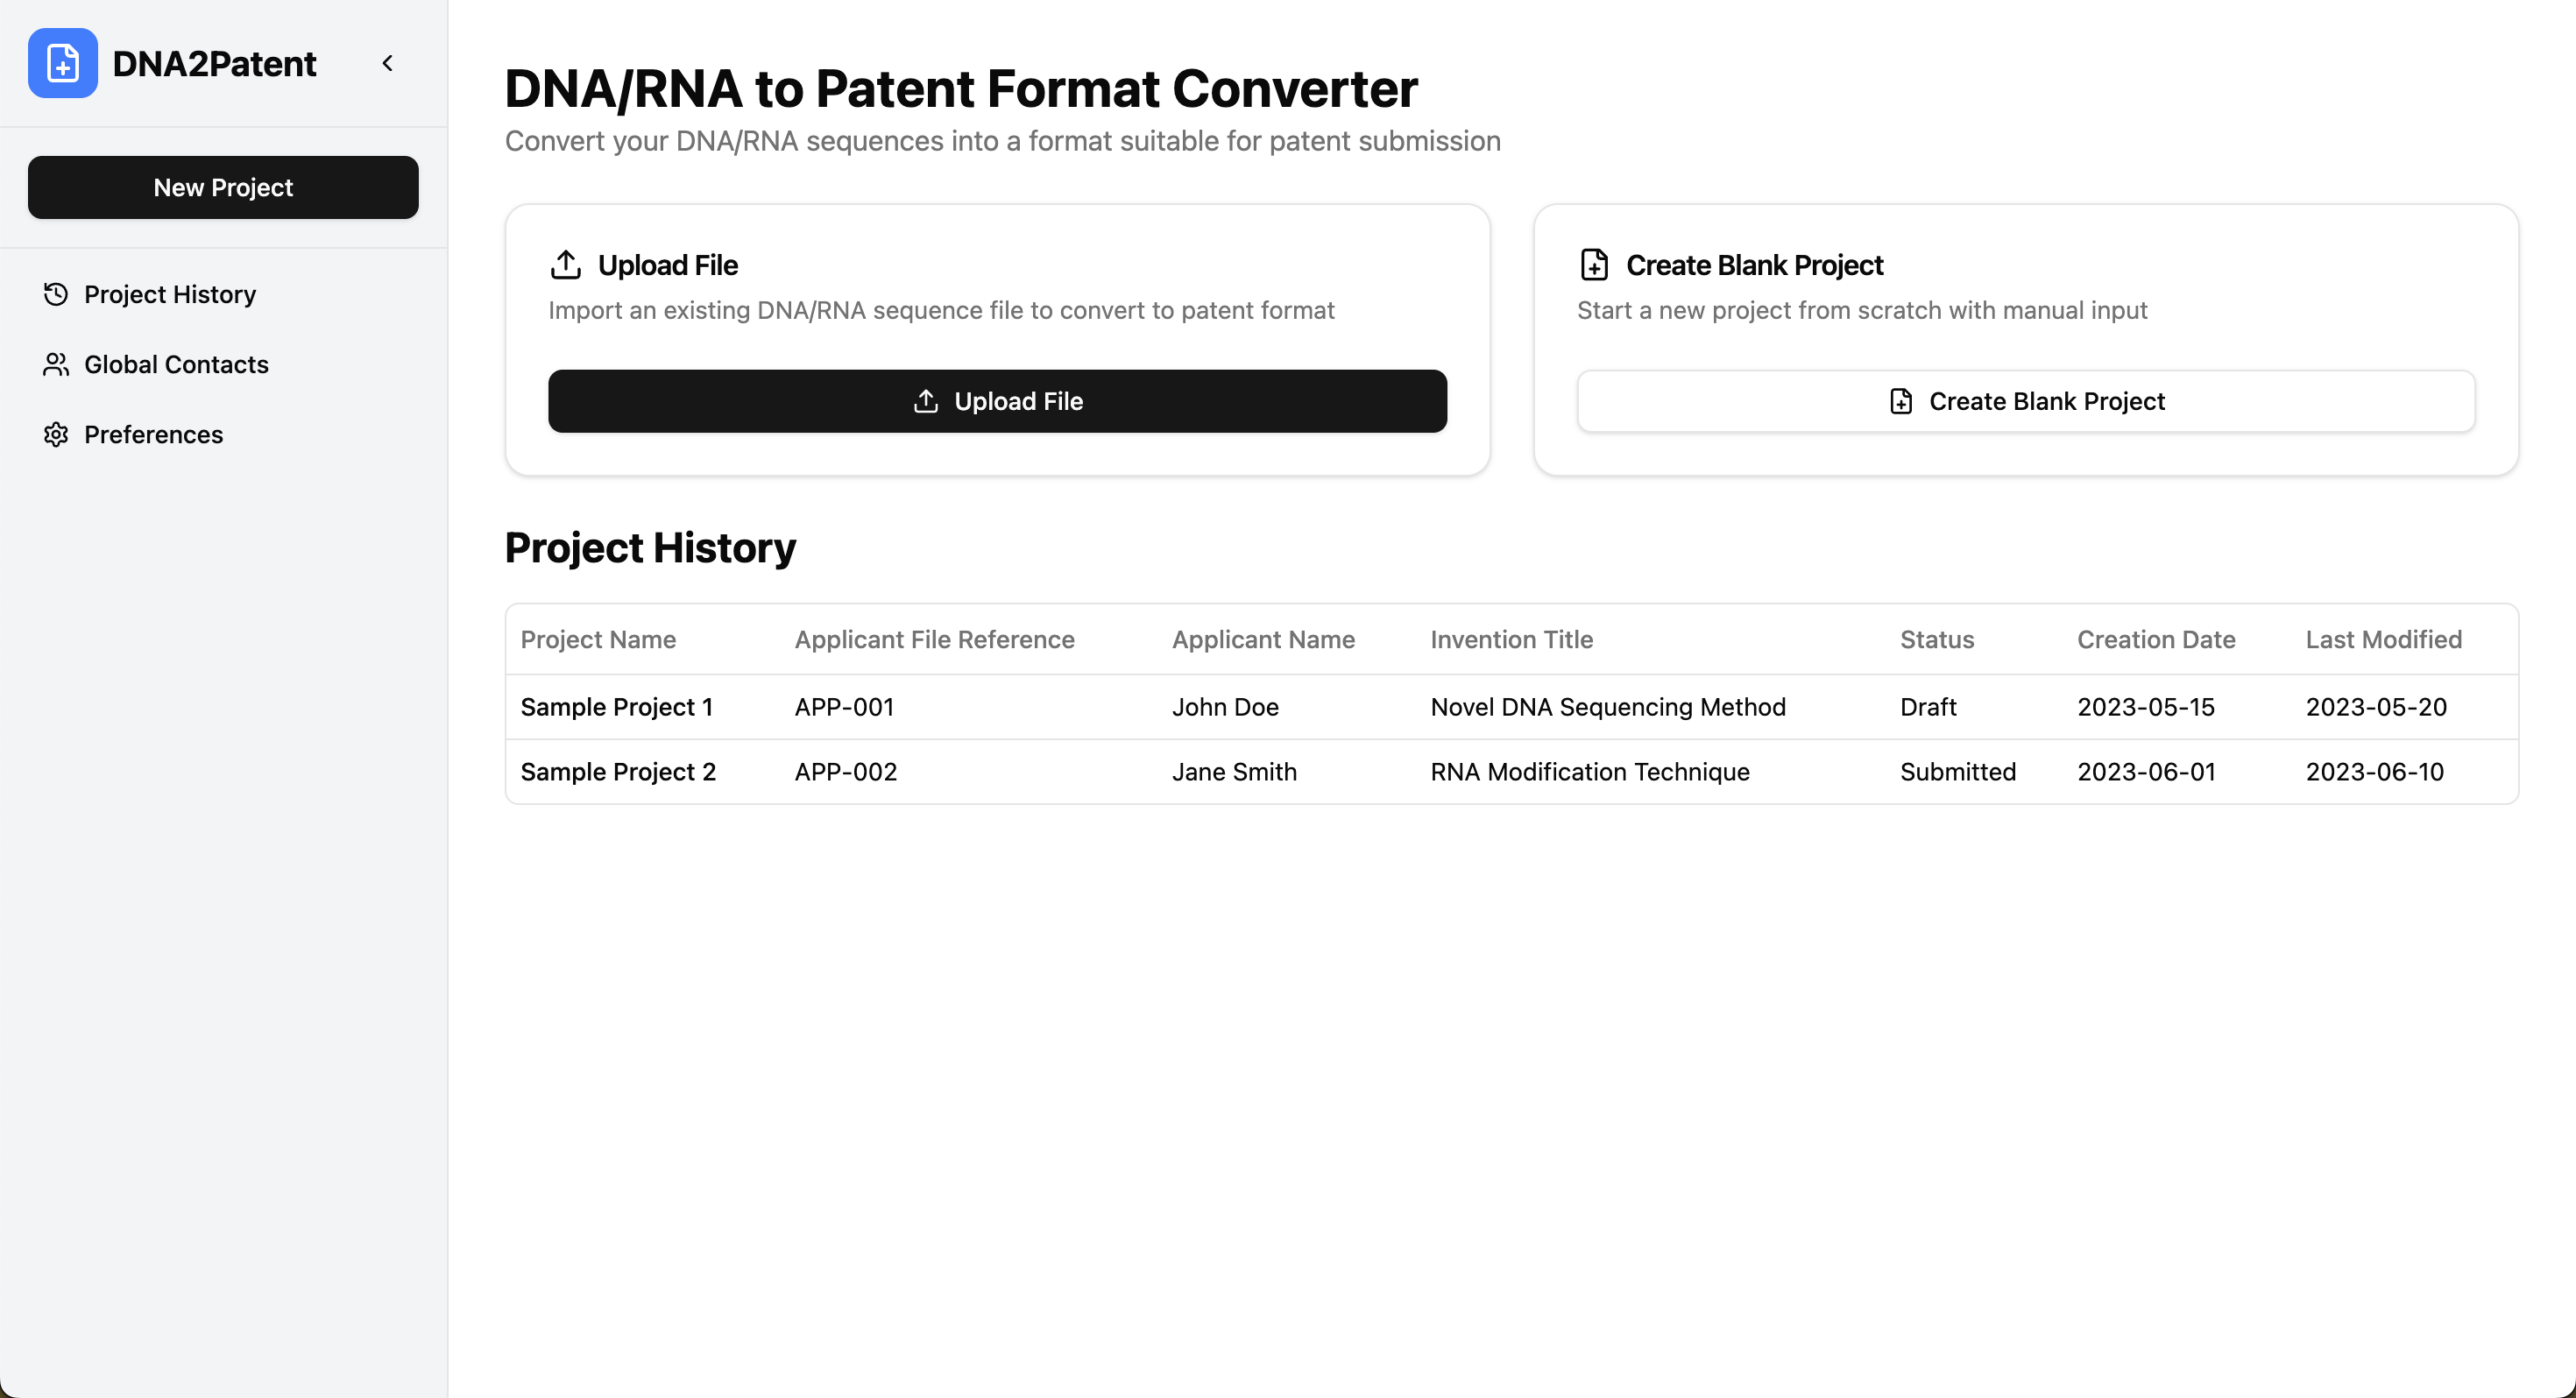 DNA2Patent
New Project
Project History
Global Contacts
Preferences
DNA/RNA to Patent Format Converter
Convert your DNA/RNA sequences into a format suitable for patent submission
Upload File
Import an existing DNA/RNA sequence file to convert to patent format
Upload File
Create Blank Project
Start a new project from scratch with manual input
Create Blank Project
Project History
Project Name Applicant File Reference Applicant Name Invention Title Status Creation Date Last Modified
Sample Project 1 APP-001 John Doe Novel DNA Sequencing Method Draft 2023-05-15 2023-05-20
Sample Project 2 APP-002 Jane Smith RNA Modification Technique Submitted 2023-06-01 2023-06-10